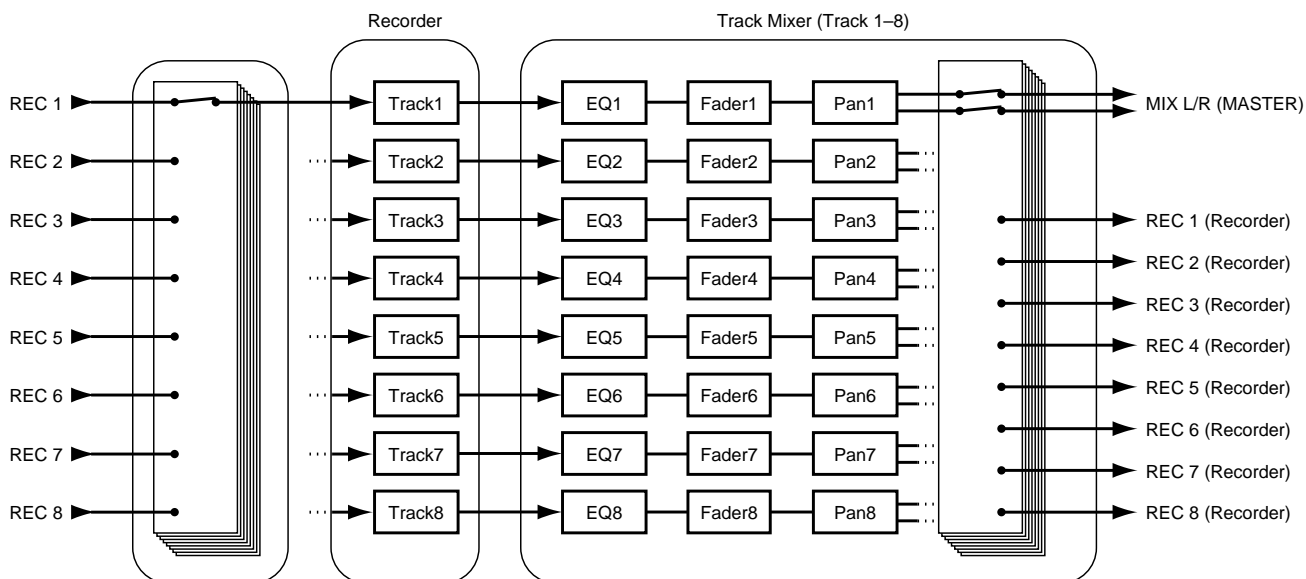 Recorder
Track Mixer (Track 1–8)
REC 1
Track1
EQ1
Fader1
Pan1
MIX L/R (MASTER)
REC 2
Track2
EQ2
Fader2
Pan2
REC 3
Track3
EQ3
Fader3
Pan3
REC 1 (Recorder)
REC 4
Track4
EQ4
Fader4
Pan4
REC 2 (Recorder)
REC 3 (Recorder)
REC 5
Track5
EQ5
Fader5
Pan5
REC 4 (Recorder)
REC 6
Track6
EQ6
Fader6
Pan6
REC 5 (Recorder)
REC 6 (Recorder)
REC 7
Track7
EQ7
Fader7
Pan7
REC 7 (Recorder)
REC 8
Track8
EQ8
Fader8
Pan8
REC 8 (Recorder)